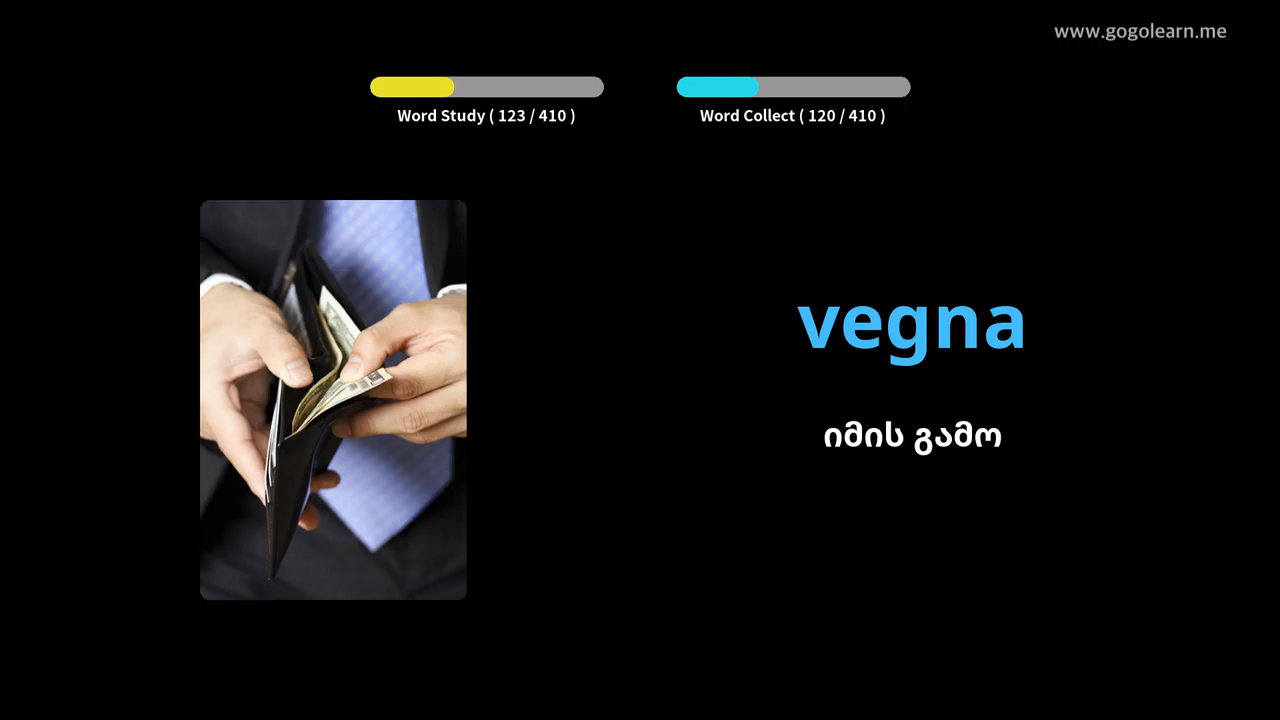 www.gogolearn.me
Word Study ( 123 / 410 )
Word Collect ( 120 / 410 )
vegna
იმის გამო